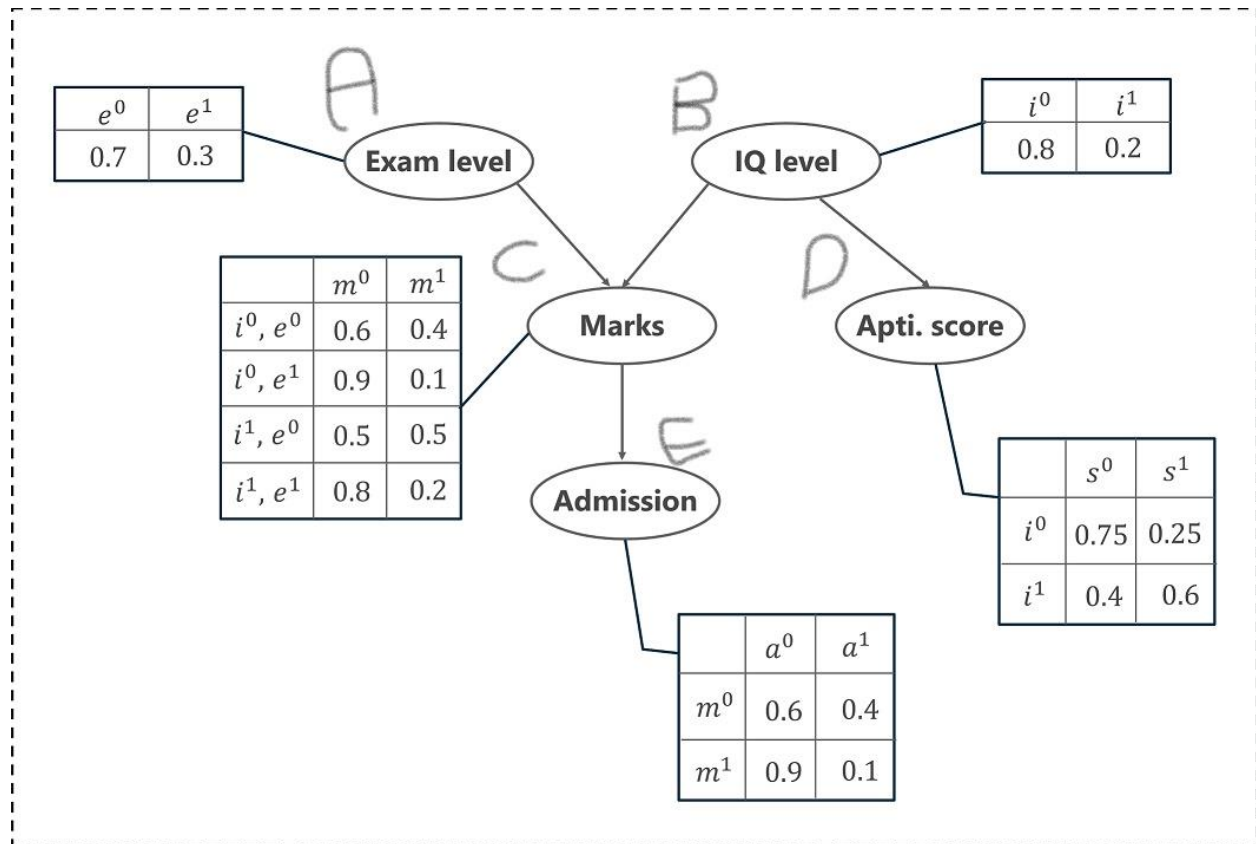 A
B
e⁰ e¹
0.7 0.3
Exam level
IQ level
i⁰ i¹
0.8 0.2
C
D
m⁰ m¹
i⁰, e⁰ 0.6 0.4
i⁰, e¹ 0.9 0.1
i¹, e⁰ 0.5 0.5
i¹, e¹ 0.8 0.2
Marks
Apti. score
E
Admission
s⁰ s¹
i⁰ 0.75 0.25
i¹ 0.4 0.6
a⁰ a¹
m⁰ 0.6 0.4
m¹ 0.9 0.1